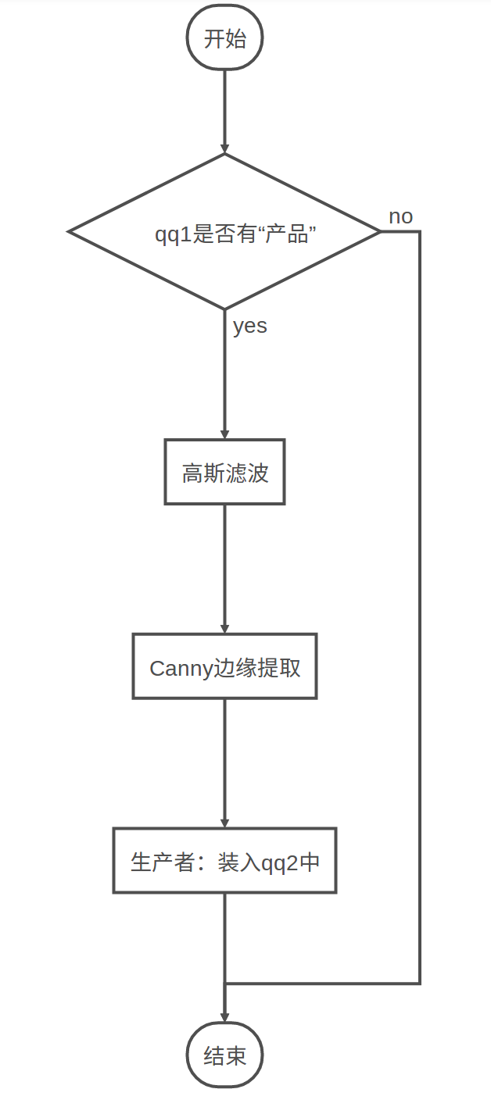 开始
qq1是否有“产品”
no
yes
高斯滤波
Canny边缘提取
生产者：装入qq2中
结束